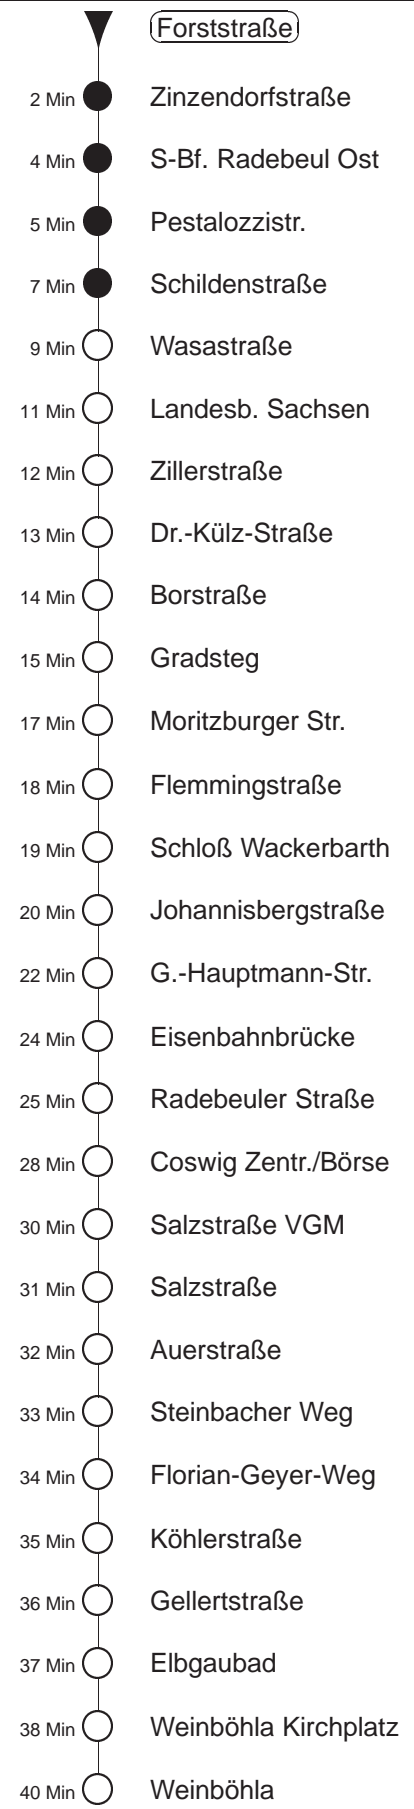 Forststraße
2 Min Zinzendorfstraße
4 Min S-Bf. Radebeul Ost
5 Min Pestalozzistr.
7 Min Schildenstraße
9 Min Wasastraße
11 Min Landesb. Sachsen
12 Min Zillerstraße
13 Min Dr.-Külz-Straße
14 Min Borstraße
15 Min Gradsteg
17 Min Moritzburger Str.
18 Min Flemmingstraße
19 Min Schloß Wackerbarth
20 Min Johannisbergstraße
22 Min G.-Hauptmann-Str.
24 Min Eisenbahnbrücke
25 Min Radebeuler Straße
28 Min Coswig Zentr./Börse
30 Min Salzstraße VGM
31 Min Salzstraße
32 Min Auerstraße
33 Min Steinbacher Weg
34 Min Florian-Geyer-Weg
35 Min Köhlerstraße
36 Min Gellertstraße
37 Min Elbgaubad
38 Min Weinböhla Kirchplatz
40 Min Weinböhla